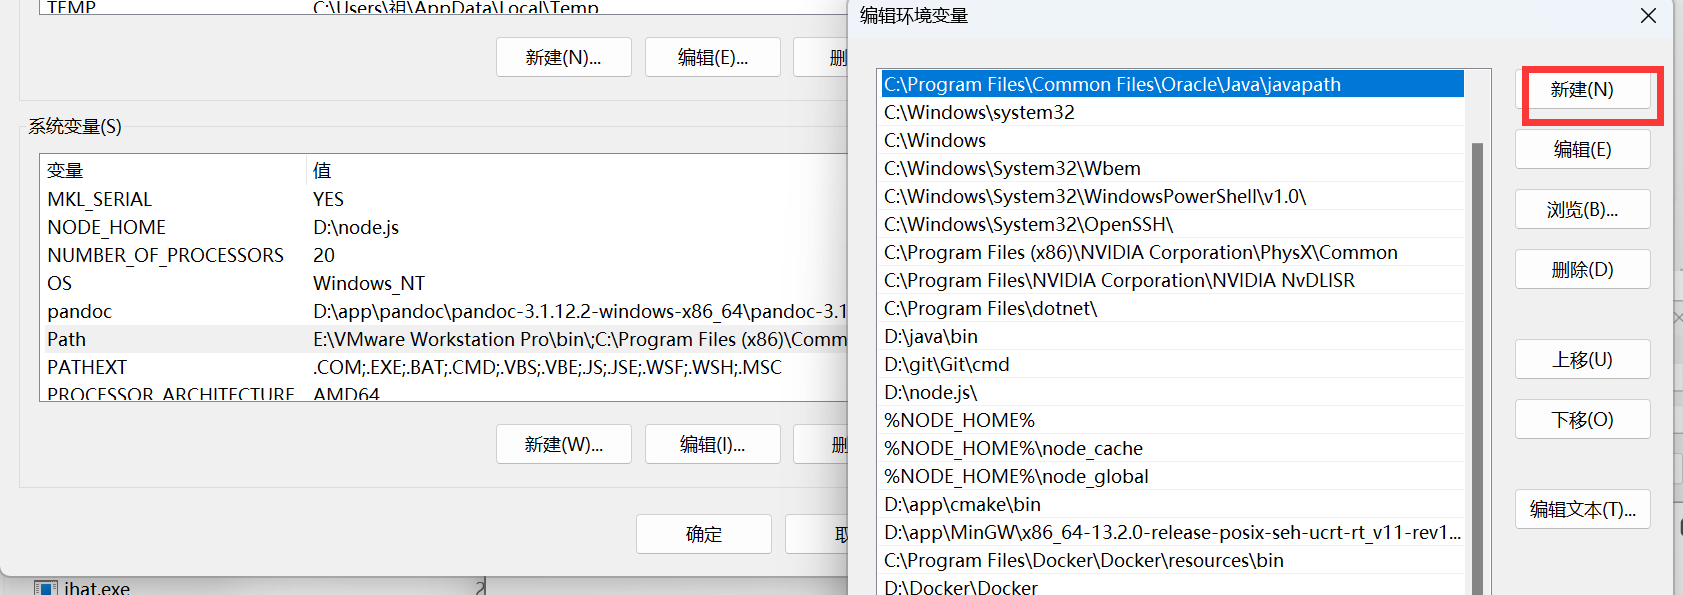 TEMP C:\Users\祖\AppData\Local\Temp
新建(N)... 编辑(E)... 删
系统变量(S)
变量 值
MKL_SERIAL YES
NODE_HOME D:\node.js
NUMBER_OF_PROCESSORS 20
OS Windows_NT
pandoc D:\app\pandoc\pandoc-3.1.12.2-windows-x86_64\pandoc-3.1
Path E:\VMware Workstation Pro\bin\;C:\Program Files (x86)\Comm
PATHEXT .COM;.EXE;.BAT;.CMD;.VBS;.VBE;.JS;.JSE;.WSF;.WSH;.MSC
PROCESSOR_ARCHITECTURE AMD64
新建(W)... 编辑(I)... 删
确定 取
jhat.exe 2
编辑环境变量
C:\Program Files\Common Files\Oracle\Java\javapath
C:\Windows\system32
C:\Windows
C:\Windows\System32\Wbem
C:\Windows\System32\WindowsPowerShell\v1.0\
C:\Windows\System32\OpenSSH\
C:\Program Files (x86)\NVIDIA Corporation\PhysX\Common
C:\Program Files\NVIDIA Corporation\NVIDIA NvDLISR
C:\Program Files\dotnet\
D:\java\bin
D:\git\Git\cmd
D:\node.js\
%NODE_HOME%
%NODE_HOME%\node_cache
%NODE_HOME%\node_global
D:\app\cmake\bin
D:\app\MinGW\x86_64-13.2.0-release-posix-seh-ucrt-rt_v11-rev1...
C:\Program Files\Docker\Docker\resources\bin
D:\Docker\Docker
新建(N)
编辑(E)
浏览(B)...
删除(D)
上移(U)
下移(O)
编辑文本(T)...